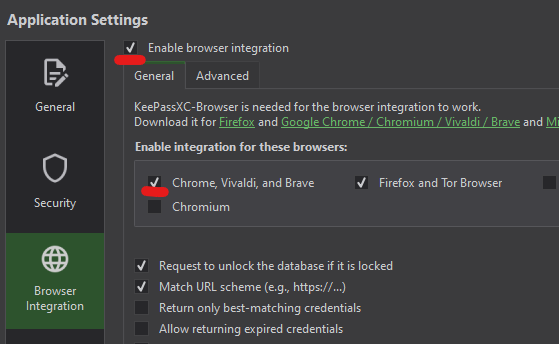 Application Settings
Enable browser integration
General
Advanced
General
KeePassXC-Browser is needed for the browser integration to work.
Download it for Firefox and Google Chrome / Chromium / Vivaldi / Brave and Mi
Enable integration for these browsers:
Security
Chrome, Vivaldi, and Brave
Firefox and Tor Browser
Chromium
Browser
Integration
Request to unlock the database if it is locked
Match URL scheme (e.g., https://...)
Return only best-matching credentials
Allow returning expired credentials